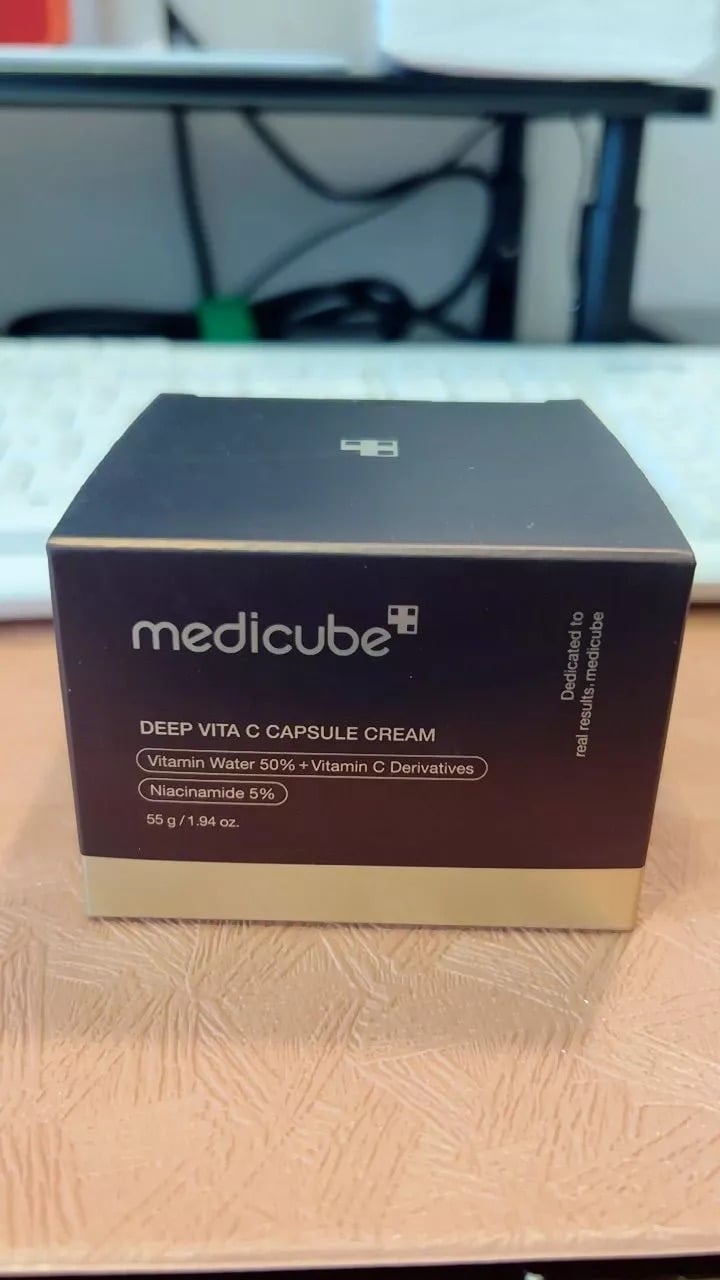 medicube
DEEP VITA C CAPSULE CREAM
Vitamin Water 50% + Vitamin C Derivatives
Niacinamide 5%
55 g / 1.94 oz.
Dedicated to
real results, medicube